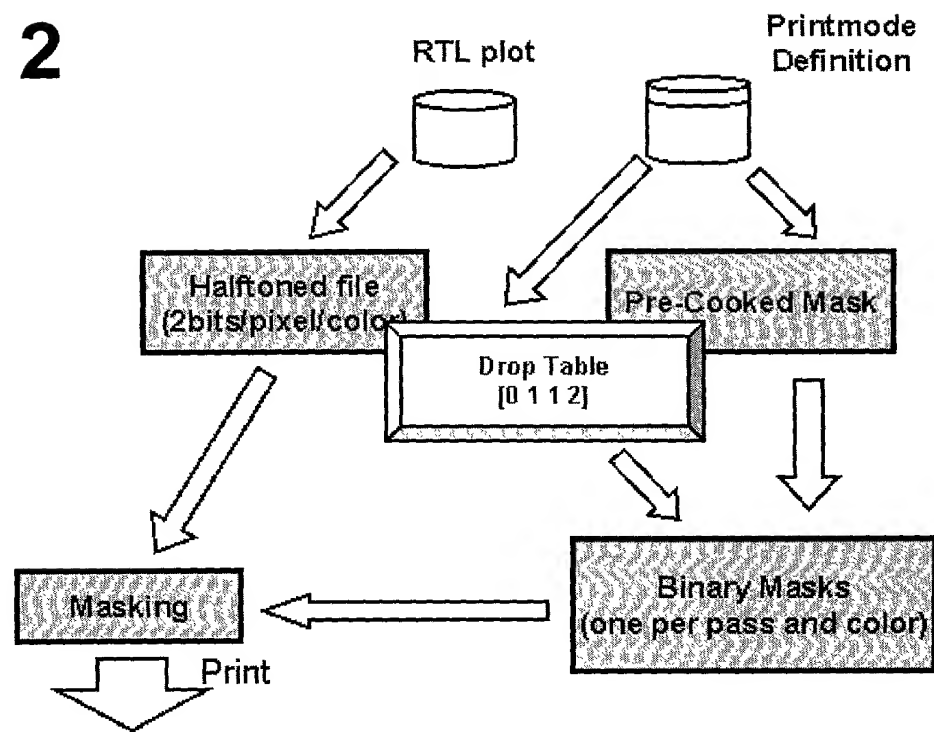 2
RTL plot
Printmode
Definition
Halftoned file
(2bits/pixel/color)
Pre-Cooked Mask
Drop Table
[0 1 1 2]
Masking
Binary Masks
(one per pass and color)
Print